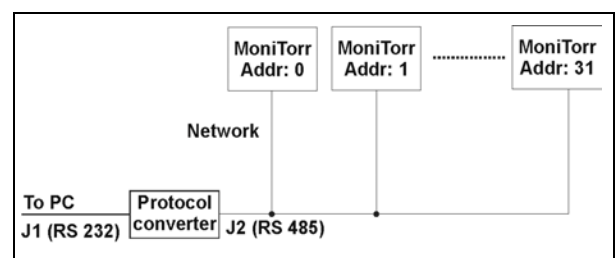 MoniTorr
Addr: 0
MoniTorr
Addr: 1
MoniTorr
Addr: 31
Network
To PC
J1 (RS 232)
Protocol
converter
J2 (RS 485)